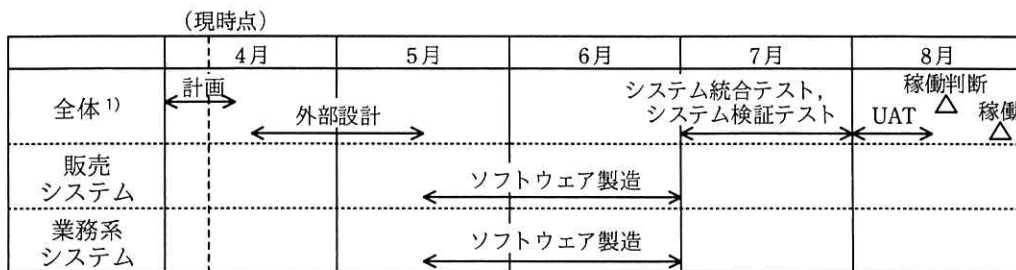 （現時点）
4月 5月 6月 7月 8月
全体1)
計画
外部設計
システム統合テスト，
システム検証テスト
UAT
稼働判断
稼働
販売
システム
ソフトウェア製造
業務系
システム
ソフトウェア製造